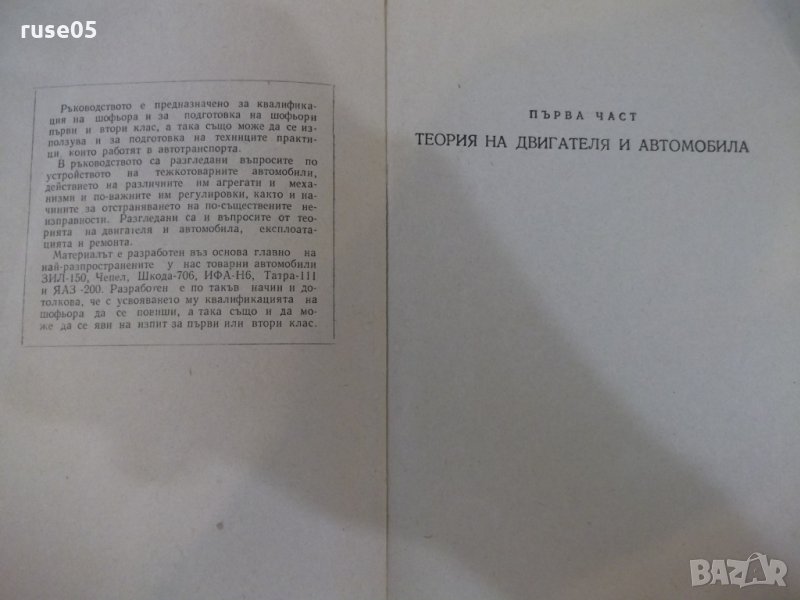 ruse05
Ръководството е предназначено за квалифика-
ция на шофьора и за подготовка на шофьори
първи и втори клас, а така също може да се из-
ползува и за подготовка на техниците практи-
ци, които работят в автотранспорта.
В ръководството са разгледани въпросите по
устройството на тежкотоварните автомобили,
действието на различните им агрегати и меха-
низми и по-важните им регулировки, както и на-
чините за отстраняването на по-съществените не-
изправности. Разгледани са и въпросите от тео-
рията на двигателя и автомобила, експлоата-
цията и ремонта.
Материалът е разработен въз основа главно на
най-разпространените у нас товарни автомобили
ЗИЛ-150, Чепел, Шкода-706, ИФА-Н6, Татра-111
и ЯАЗ-200. Разработен е по такъв начин и до-
толкова, че с усвояването му квалификацията на
шофьора да се повиши, а така също и да мо-
же да се яви на изпит за първи или втори клас.
ПЪРВА ЧАСТ
ТЕОРИЯ НА ДВИГАТЕЛЯ И АВТОМОБИЛА
BAZAR